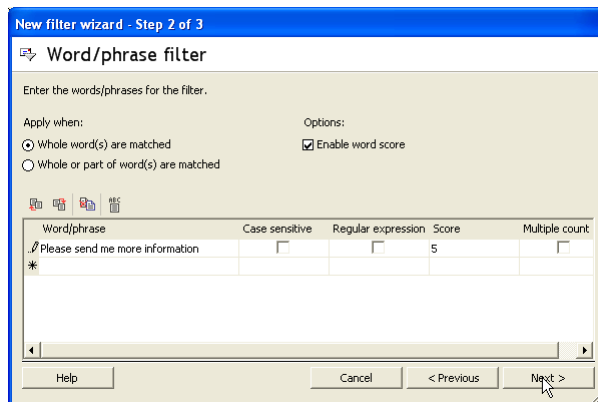 New filter wizard - Step 2 of 3
Word/phrase filter
Enter the words/phrases for the filter.
Apply when: Options:
Whole word(s) are matched Enable word score
Whole or part of word(s) are matched
ABC
Word/phrase Case sensitive Regular expression Score Multiple count
Please send me more information 5
Help Cancel < Previous Next >